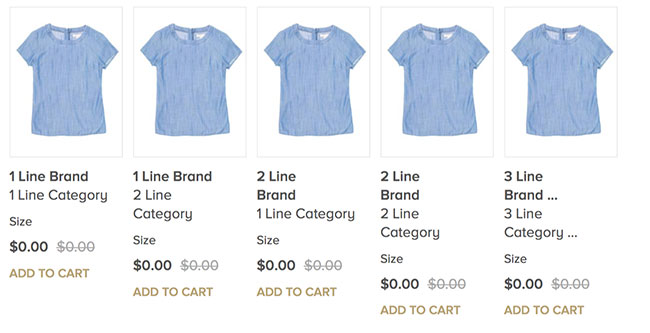 1 Line Brand
1 Line Category
Size
$0.00 $0.00
ADD TO CART
1 Line Brand
2 Line
Category
Size
$0.00 $0.00
ADD TO CART
2 Line
Brand
1 Line Category
Size
$0.00 $0.00
ADD TO CART
2 Line
Brand
2 Line
Category
Size
$0.00 $0.00
ADD TO CART
3 Line
Brand ...
3 Line
Category ...
Size
$0.00 $0.00
ADD TO CART